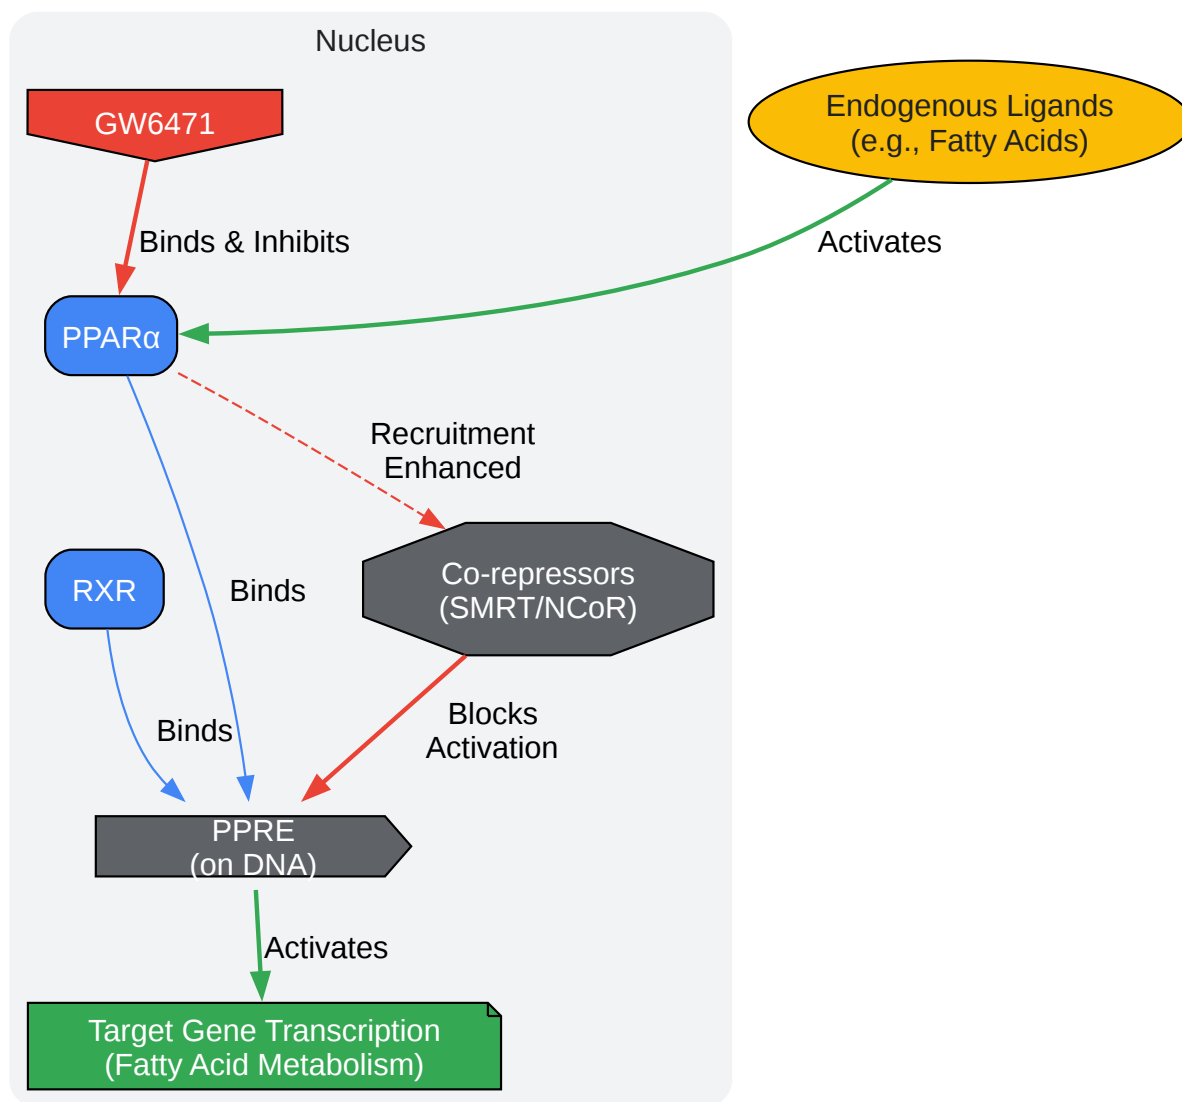 Nucleus
GW6471
Endogenous Ligands
(e.g., Fatty Acids)
Binds & Inhibits
Activates
PPARα
Recruitment
Enhanced
RXR
Binds
Co-repressors
(SMRT/NCoR)
Binds
Blocks
Activation
PPRE
(on DNA)
Activates
Target Gene Transcription
(Fatty Acid Metabolism)